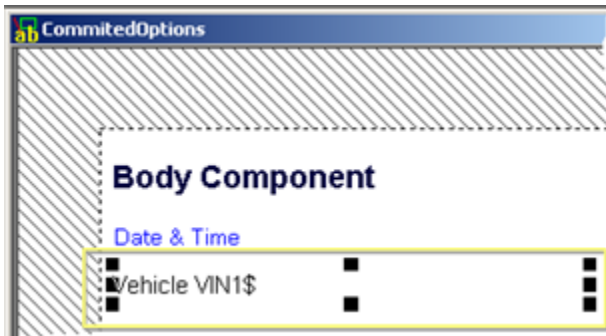 CommitedOptions
Body Component
Date & Time
Vehicle VIN1$